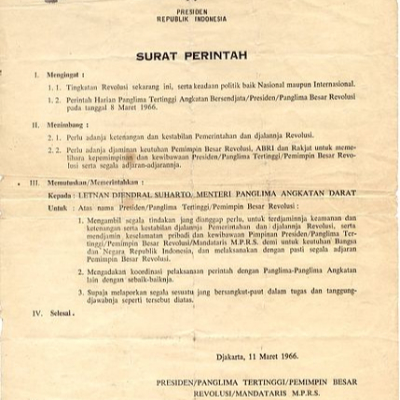 PRESIDEN
REPUBLIK INDONESIA
SURAT PERINTAH
I. Mengingat :
1. 1. Tingkatan Revolusi sekarang ini, serta keadaan politik baik Nasional maupun Internasional.
1. 2. Perintah Harian Panglima Tertinggi Angkatan Bersendjata/Presiden/Panglima Besar Revolusi
pada tanggal 8 Maret 1966.
II. Menimbang :
2. 1. Perlu adanja ketenangan dan kestabilan Pemerintahan dan djalannja Revolusi.
2. 2. Perlu adanja djaminan keutuhan Pemimpin Besar Revolusi, ABRI dan Rakjat untuk meme-
lihara kepemimpinan dan kewibawaan Presiden/Panglima Tertinggi/Pemimpin Besar Revo-
lusi serta segala adjaran-adjarannja.
III. Memutuskan/Memerintahkan :
Kepada : LETNAN DJENDRAL SUHARTO, MENTERI PANGLIMA ANGKATAN DARAT
Untuk : Atas nama Presiden/Panglima Tertinggi/Pemimpin Besar Revolusi :
1. Mengambil segala tindakan jang dianggap perlu, untuk terdjaminnja keamanan dan
ketenangan serta kestabilan djalannja Pemerintahan dan djalannja Revolusi, serta
mendjamin keselamatan pribadi dan kewibawaan Pimpinan Presiden/Panglima Ter-
tinggi/Pemimpin Besar Revolusi/Mandataris M.P.R.S. demi untuk keutuhan Bangsa
dan Negara Republik Indonesia, dan melaksanakan dengan pasti segala adjaran
Pemimpin Besar Revolusi.
2. Mengadakan koordinasi pelaksanaan perintah dengan Panglima-Panglima Angkatan
lain dengan sebaik-baiknja.
3. Supaja melaporkan segala sesuatu jang bersangkut-paut dalam tugas dan tanggung-
djawabnja seperti tersebut diatas.
IV. Selesai.
Djakarta, 11 Maret 1966.
PRESIDEN/PANGLIMA TERTINGGI/PEMIMPIN BESAR
REVOLUSI/MANDATARIS M.P.R.S.